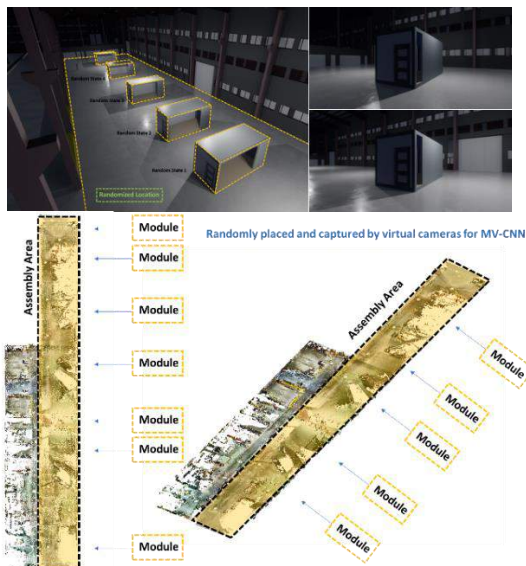 Random State 4
Random State 3
Random State 2
Random State 1
Randomized Location
Randomly placed and captured by virtual cameras for MV-CNN
Assembly Area
Module
Module
Module
Module
Module
Module
Module
Assembly Area
Module
Module
Module
Module
Module